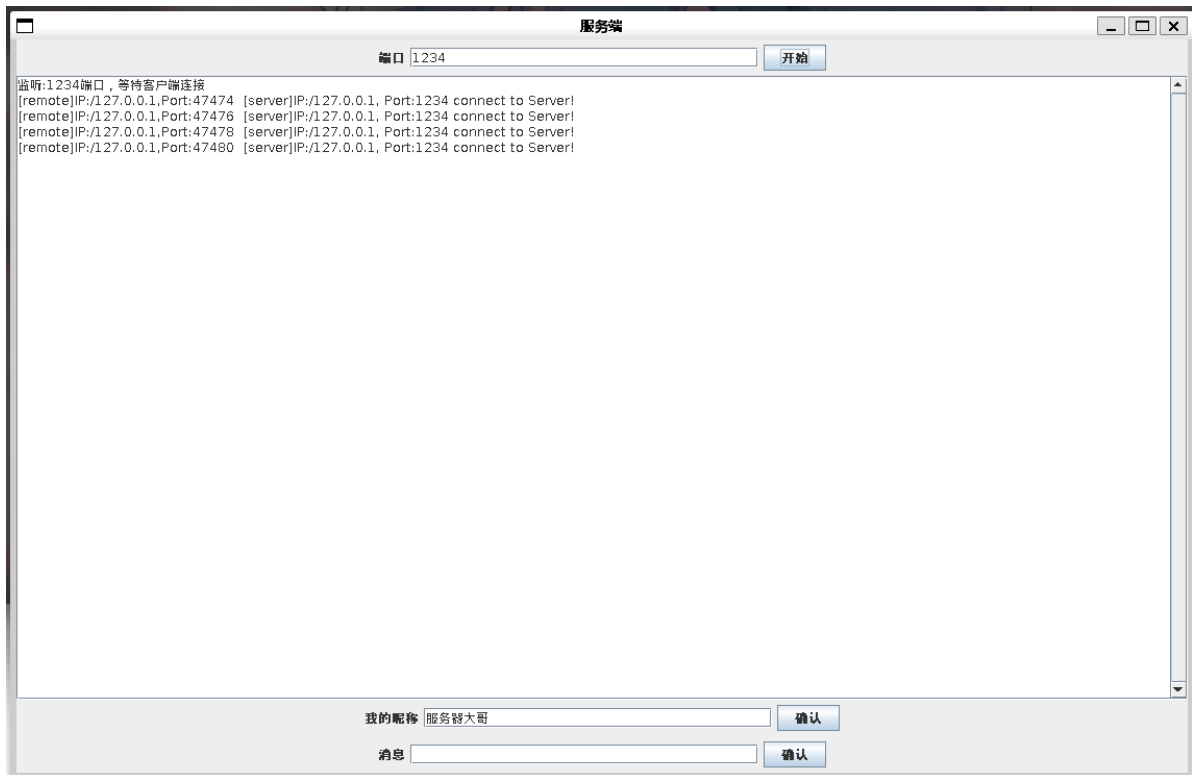 服务端
端口 1234 开始
监听:1234端口，等待客户端连接
[remote]IP:/127.0.0.1,Port:47474  [server]IP:/127.0.0.1, Port:1234 connect to Server!
[remote]IP:/127.0.0.1,Port:47476  [server]IP:/127.0.0.1, Port:1234 connect to Server!
[remote]IP:/127.0.0.1,Port:47478  [server]IP:/127.0.0.1, Port:1234 connect to Server!
[remote]IP:/127.0.0.1,Port:47480  [server]IP:/127.0.0.1, Port:1234 connect to Server!
我的昵称 服务器大哥 确认
消息 确认